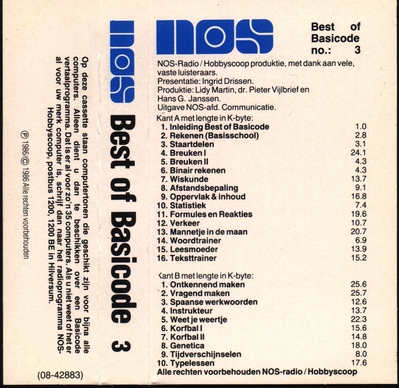 Op deze cassette staan computertonen die geschikt zijn voor bijna alle
computers. Alleen dient u dan te beschikken over een Basicode
vertaalprogramma. Dat is er al voor zo'n 35 computers. Als u niet weet of het er
al voor uw merk computer is, schrijf dan naar het radioprogramma NOS-
Hobbyscoop, postbus 1200, 1200 BE in Hilversum.
Ⓟ 1986 © 1986 Alle rechten voorbehouden
(08-42883)
nos
Best of Basicode 3
nos
Best of
Basicode
no.: 3
NOS-Radio / Hobbyscoop produktie, met dank aan vele,
vaste luisteraars.
Presentatie: Ingrid Drissen.
Produktie: Lidy Martin, dr. Pieter Vijlbrief en
Hans G. Janssen.
Uitgave NOS-afd. Communicatie.
Kant A met lengte in K-byte:
1. Inleiding Best of Basicode 1.0
2. Rekenen (Basisschool) 2.8
3. Staartdelen 3.1
4. Breuken I 24.1
5. Breuken II 4.3
6. Binair rekenen 4.3
7. Wiskunde 13.7
8. Afstandsbepaling 9.1
9. Oppervlak & inhoud 16.8
10. Statistiek 7.4
11. Formules en Reakties 19.6
12. Verkeer 10.7
13. Mannetje in de maan 20.7
14. Woordtrainer 6.9
15. Leesmoeder 13.9
16. Teksttrainer 15.2
Kant B met lengte in K-byte:
1. Ontkennend maken 25.6
2. Vragend maken 25.7
3. Spaanse werkwoorden 12.6
4. Instrukteur 13.7
5. Weet je weertje 22.3
6. Korfbal I 15.6
7. Korfbal II 14.8
8. Genetica 18.0
9. Tijdverschijnselen 8.0
10. Typelessen 17.6
Alle rechten voorbehouden NOS-radio / Hobbyscoop